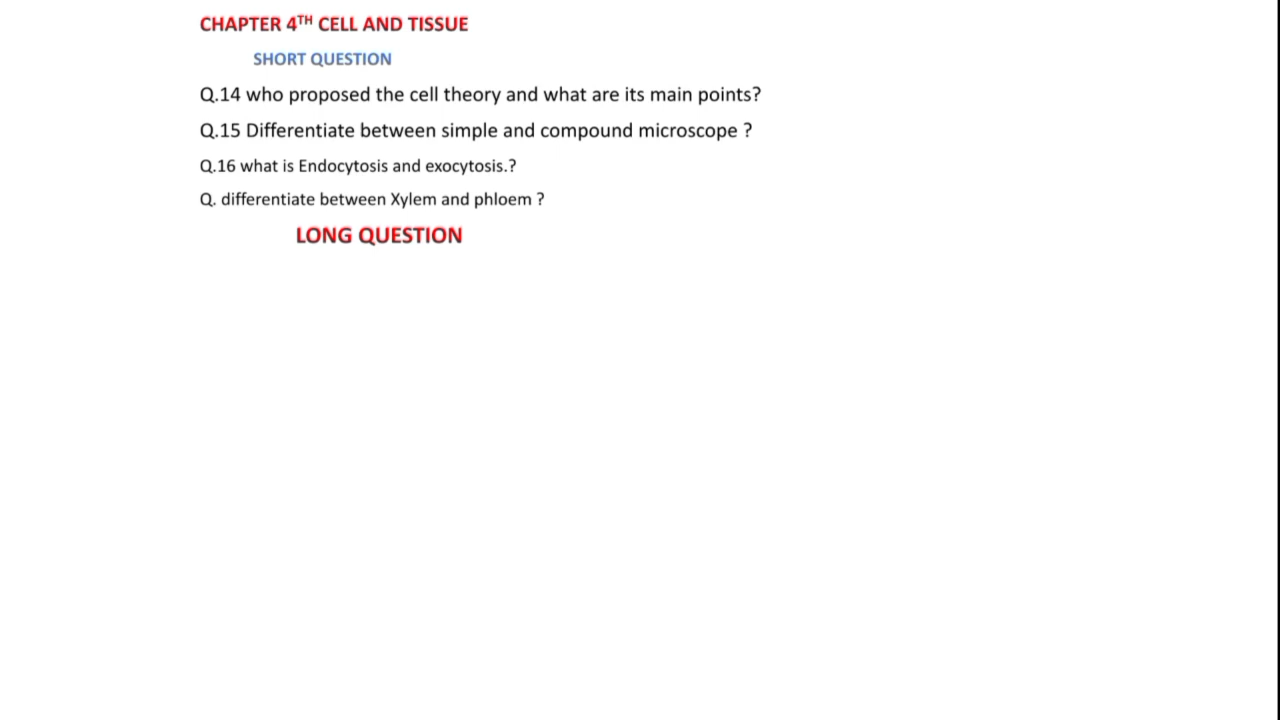 CHAPTER 4TH CELL AND TISSUE
SHORT QUESTION
Q.14 who proposed the cell theory and what are its main points?
Q.15 Differentiate between simple and compound microscope ?
Q.16 what is Endocytosis and exocytosis.?
Q. differentiate between Xylem and phloem ?
LONG QUESTION